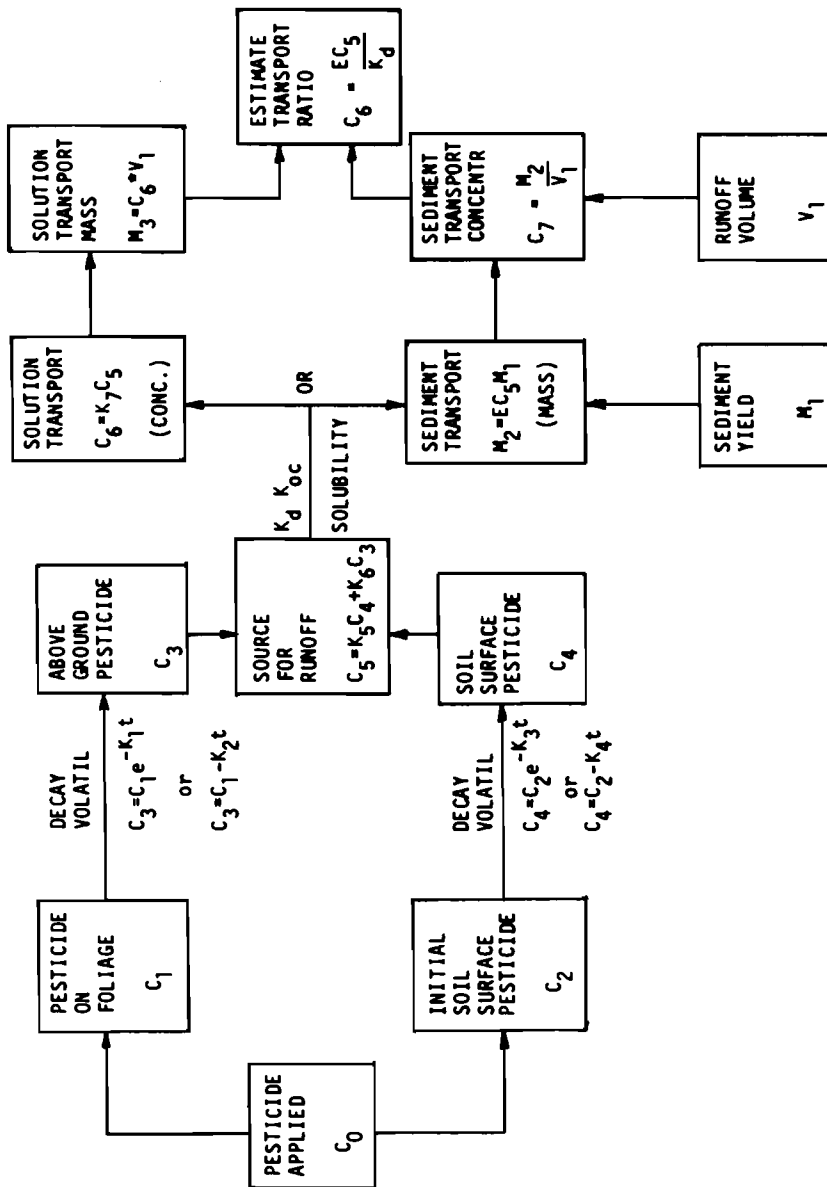 PESTICIDE
APPLIED
C₀
PESTICIDE
ON
FOLIAGE
C₁
INITIAL
SOIL
SURFACE
PESTICIDE
C₂
DECAY
VOLATIL
C₃=C₁e⁻ᴷ¹ᵗ
or
C₃=C₁-K₂t
DECAY
VOLATIL
C₄=C₂e⁻ᴷ³ᵗ
or
C₄=C₂-K₄t
ABOVE
GROUND
PESTICIDE
C₃
SOURCE
FOR
RUNOFF
C₅=K₅C₄+K₆C₃
SOIL
SURFACE
PESTICIDE
C₄
K_d K_oc
SOLUBILITY
OR
SOLUTION
TRANSPORT
C₆=K₇C₅
(CONC.)
SEDIMENT
TRANSPORT
M₂=EC₅M₁
(MASS)
SEDIMENT
YIELD
M₁
SOLUTION
TRANSPORT
MASS
M₃=C₆*V₁
SEDIMENT
TRANSPORT
CONCENTR
C₇ = M₂/V₁
RUNOFF
VOLUME
V₁
ESTIMATE
TRANSPORT
RATIO
C₆ = EC₅/K_d